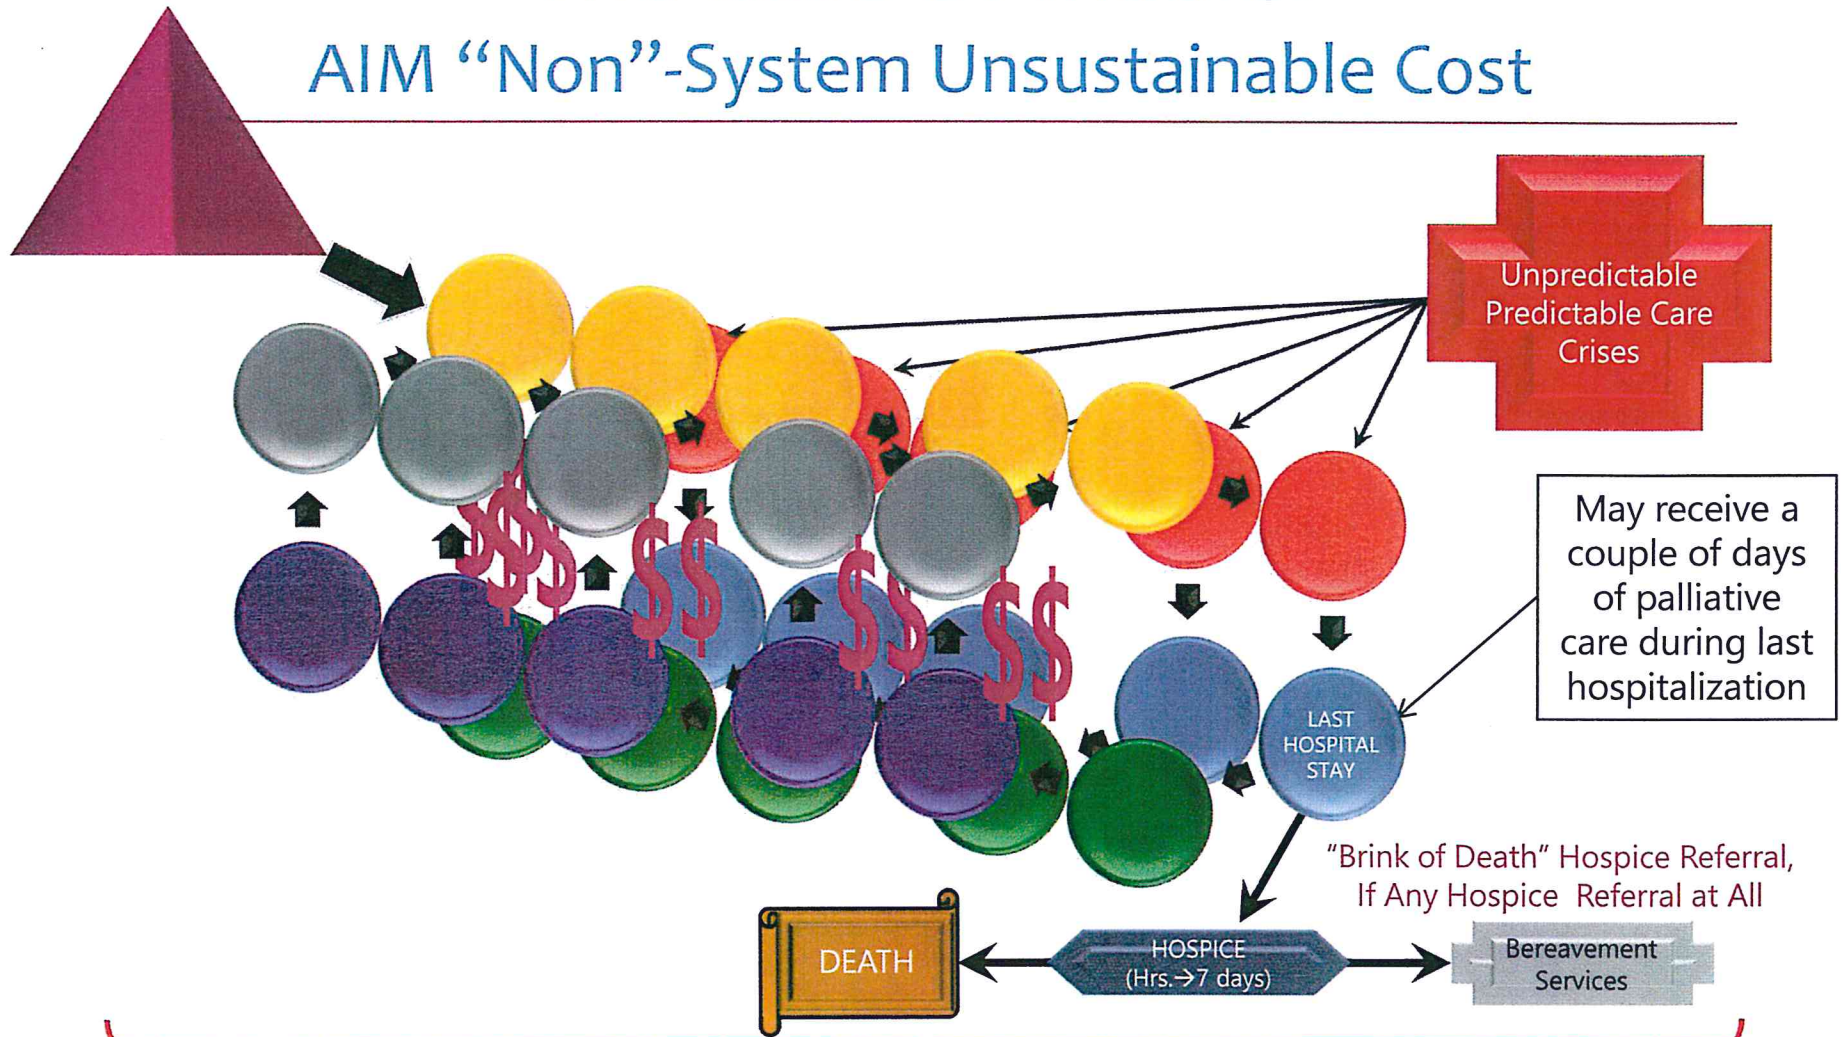 AIM “Non”-System Unsustainable Cost
Unpredictable
Predictable Care
Crises
$$$
$$
$$
$$
May receive a
couple of days
of palliative
care during last
hospitalization
LAST
HOSPITAL
STAY
"Brink of Death" Hospice Referral,
If Any Hospice Referral at All
DEATH
HOSPICE
(Hrs.→7 days)
Bereavement
Services